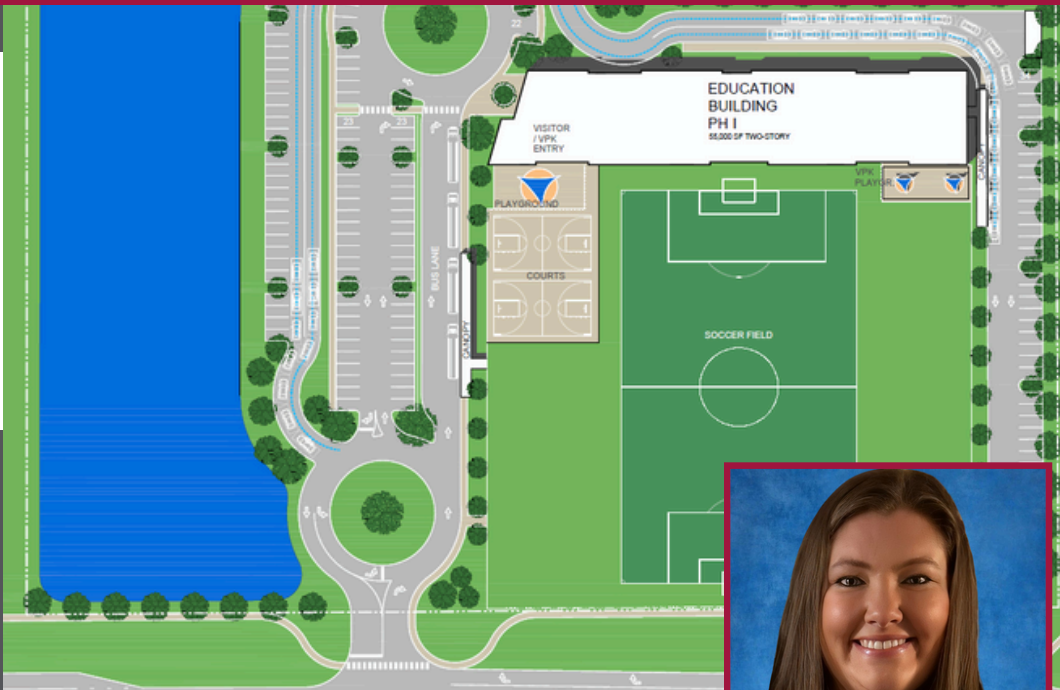 22
EDUCATION
BUILDING
PH I
55,000 SF TWO-STORY
23
23
VISITOR
/ VPK
ENTRY
CANOPY
VPK
PLAYGR.
PLAYGROUND
BUS LANE
COURTS
CANOPY
SOCCER FIELD